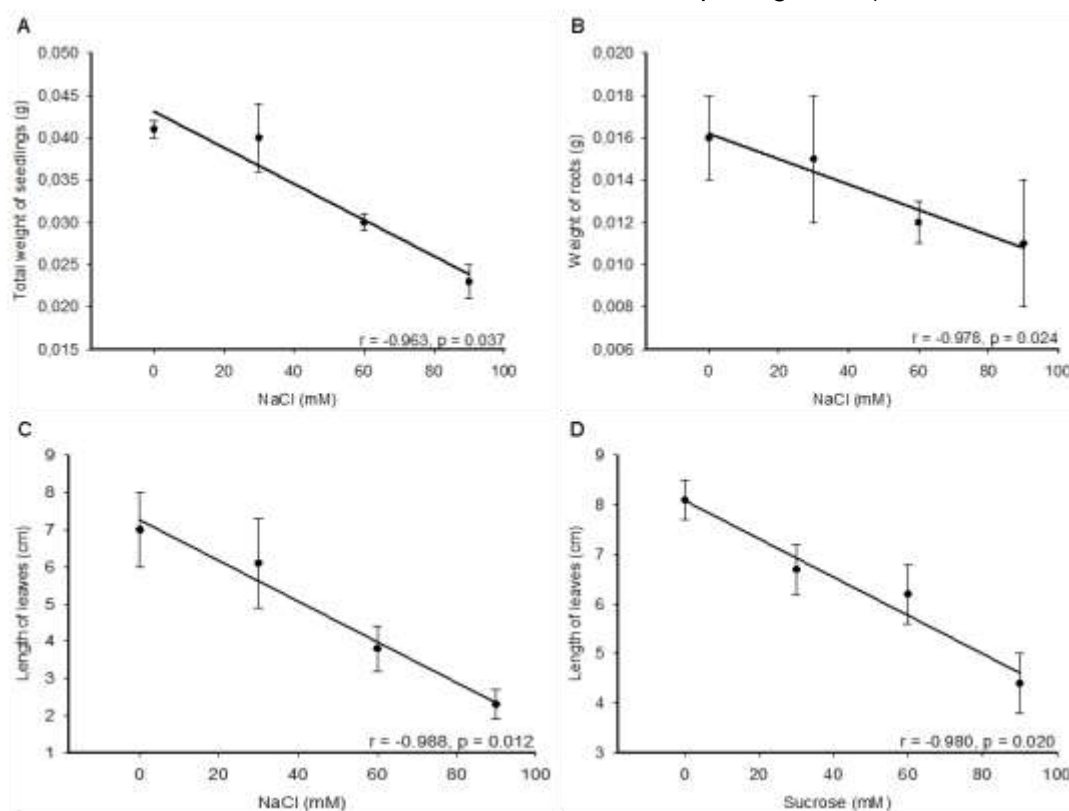 A
0,050
0,045
0,040
0,035
0,030
0,025
0,020
0,015
Total weight of seedings (g)
r = -0.963, p = 0.037
0 20 40 60 80 100
NaCl (mM)
B
0,020
0,018
0,016
0,014
0,012
0,010
0,008
0,006
Weight of roots (g)
r = -0.978, p = 0.024
0 20 40 60 80 100
NaCl (mM)
C
9
8
7
6
5
4
3
2
1
Length of leaves (cm)
r = -0.988, p = 0.012
0 20 40 60 80 100
NaCl (mM)
D
9
8
7
6
5
4
3
Length of leaves (cm)
r = -0.980, p = 0.020
0 20 40 60 80 100
Sucrose (mM)